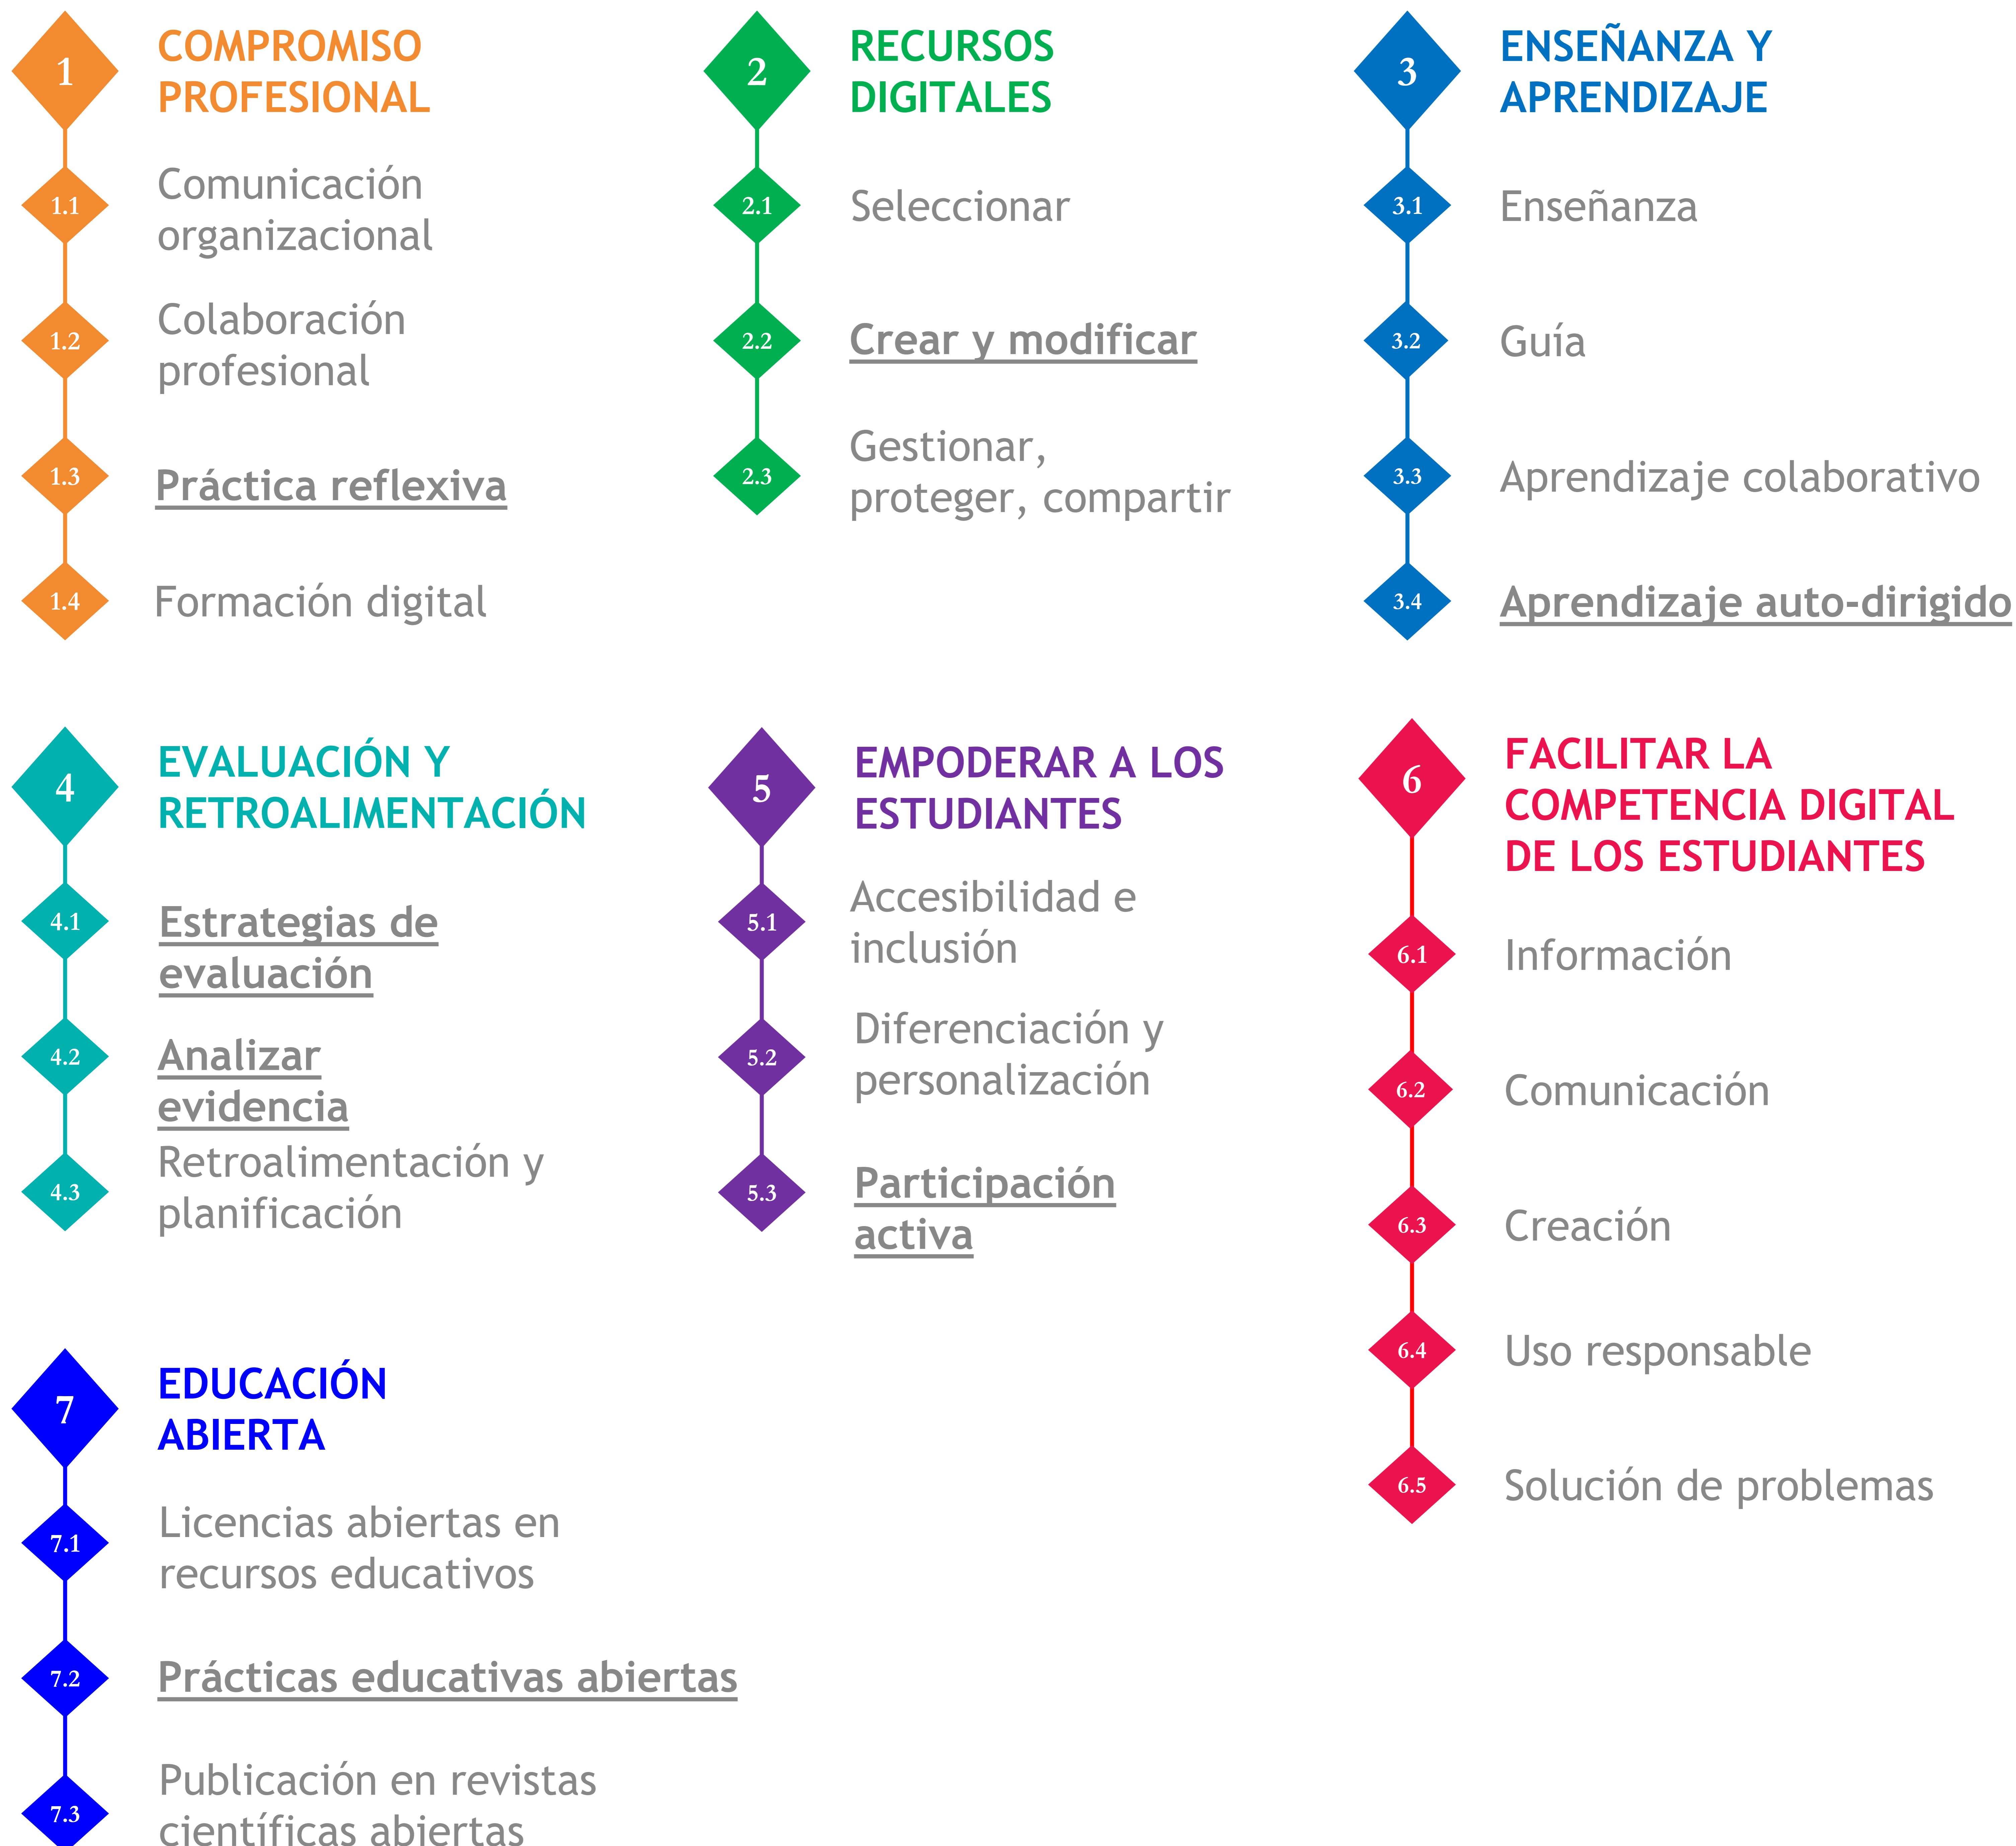 1
COMPROMISO
PROFESIONAL
1.1
Comunicación
organizacional
1.2
Colaboración
profesional
1.3
Práctica reflexiva
1.4
Formación digital
2
RECURSOS
DIGITALES
2.1
Seleccionar
2.2
Crear y modificar
2.3
Gestionar,
proteger, compartir
3
ENSEÑANZA Y
APRENDIZAJE
3.1
Enseñanza
3.2
Guía
3.3
Aprendizaje colaborativo
3.4
Aprendizaje auto-dirigido
4
EVALUACIÓN Y
RETROALIMENTACIÓN
4.1
Estrategias de
evaluación
4.2
Analizar
evidencia
4.3
Retroalimentación y
planificación
5
EMPODERAR A LOS
ESTUDIANTES
5.1
Accesibilidad e
inclusión
5.2
Diferenciación y
personalización
5.3
Participación
activa
6
FACILITAR LA
COMPETENCIA DIGITAL
DE LOS ESTUDIANTES
6.1
Información
6.2
Comunicación
6.3
Creación
6.4
Uso responsable
6.5
Solución de problemas
7
EDUCACIÓN
ABIERTA
7.1
Licencias abiertas en
recursos educativos
7.2
Prácticas educativas abiertas
7.3
Publicación en revistas
científicas abiertas